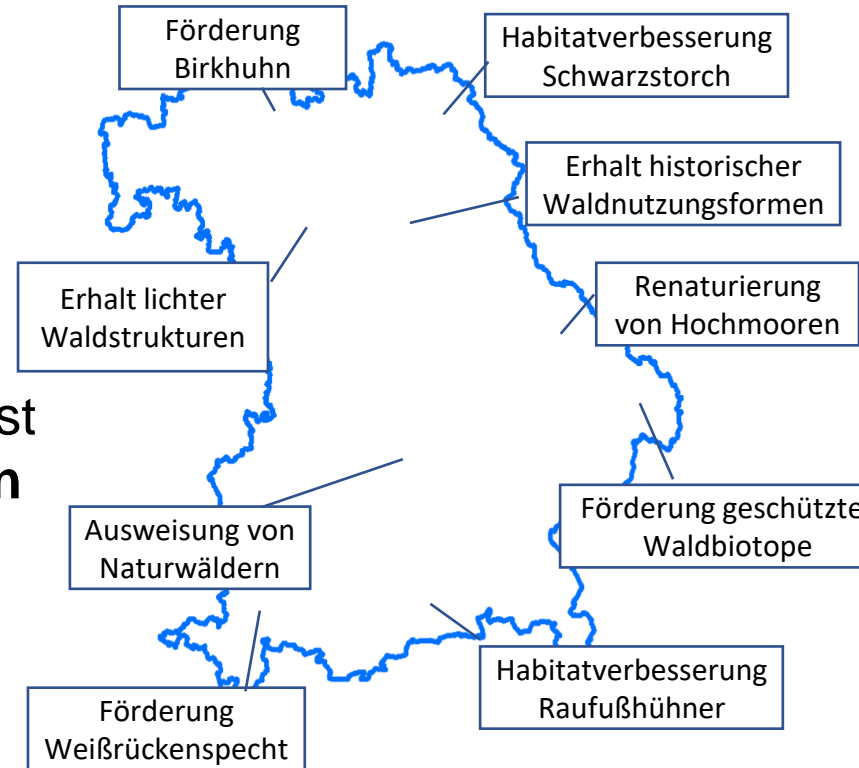 Förderung
Birkhuhn
Habitatverbesserung
Schwarzstorch
Erhalt historischer
Waldnutzungsformen
Erhalt lichter
Waldstrukturen
Renaturierung
von Hochmooren
st
n
Ausweisung von
Naturwäldern
Förderung geschützte
Waldbiotope
Habitatverbesserung
Raufußhühner
Förderung
Weißrückenspecht